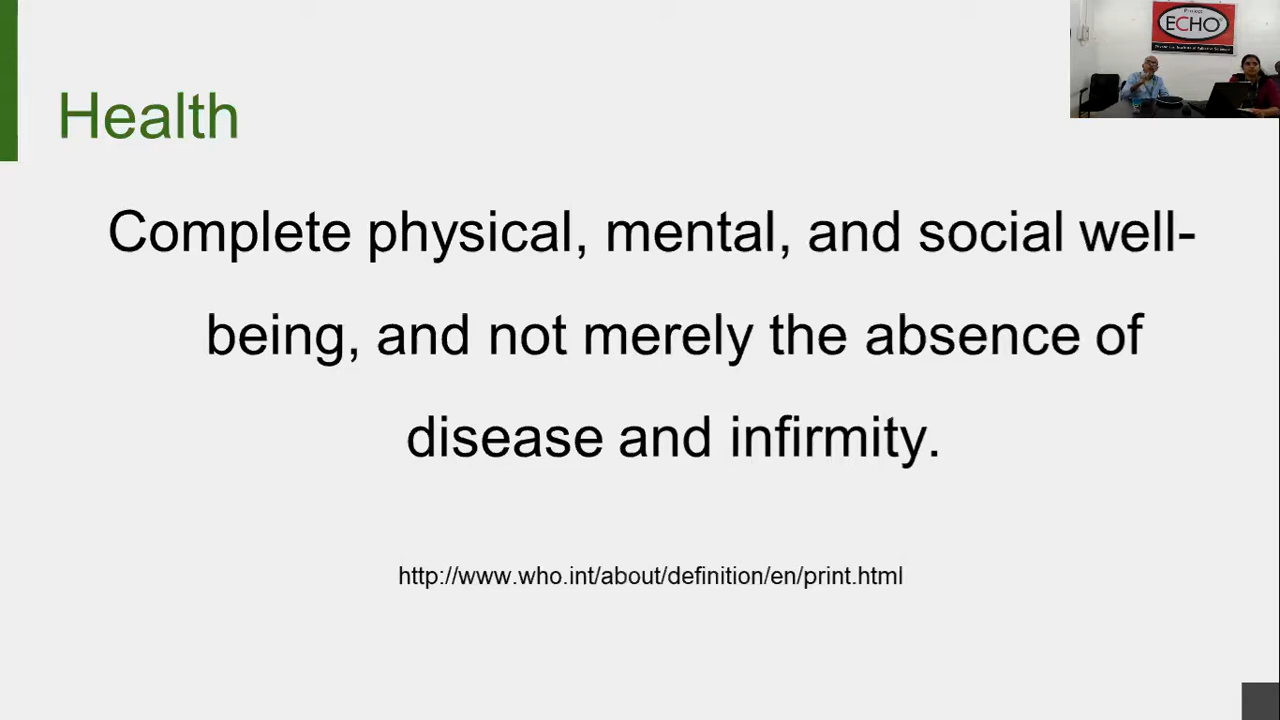 Health
Complete physical, mental, and social well-
being, and not merely the absence of
disease and infirmity.
http://www.who.int/about/definition/en/print.html
ECHO